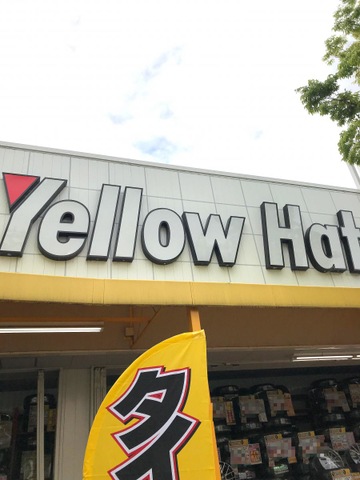 Yellow Hat
タイ